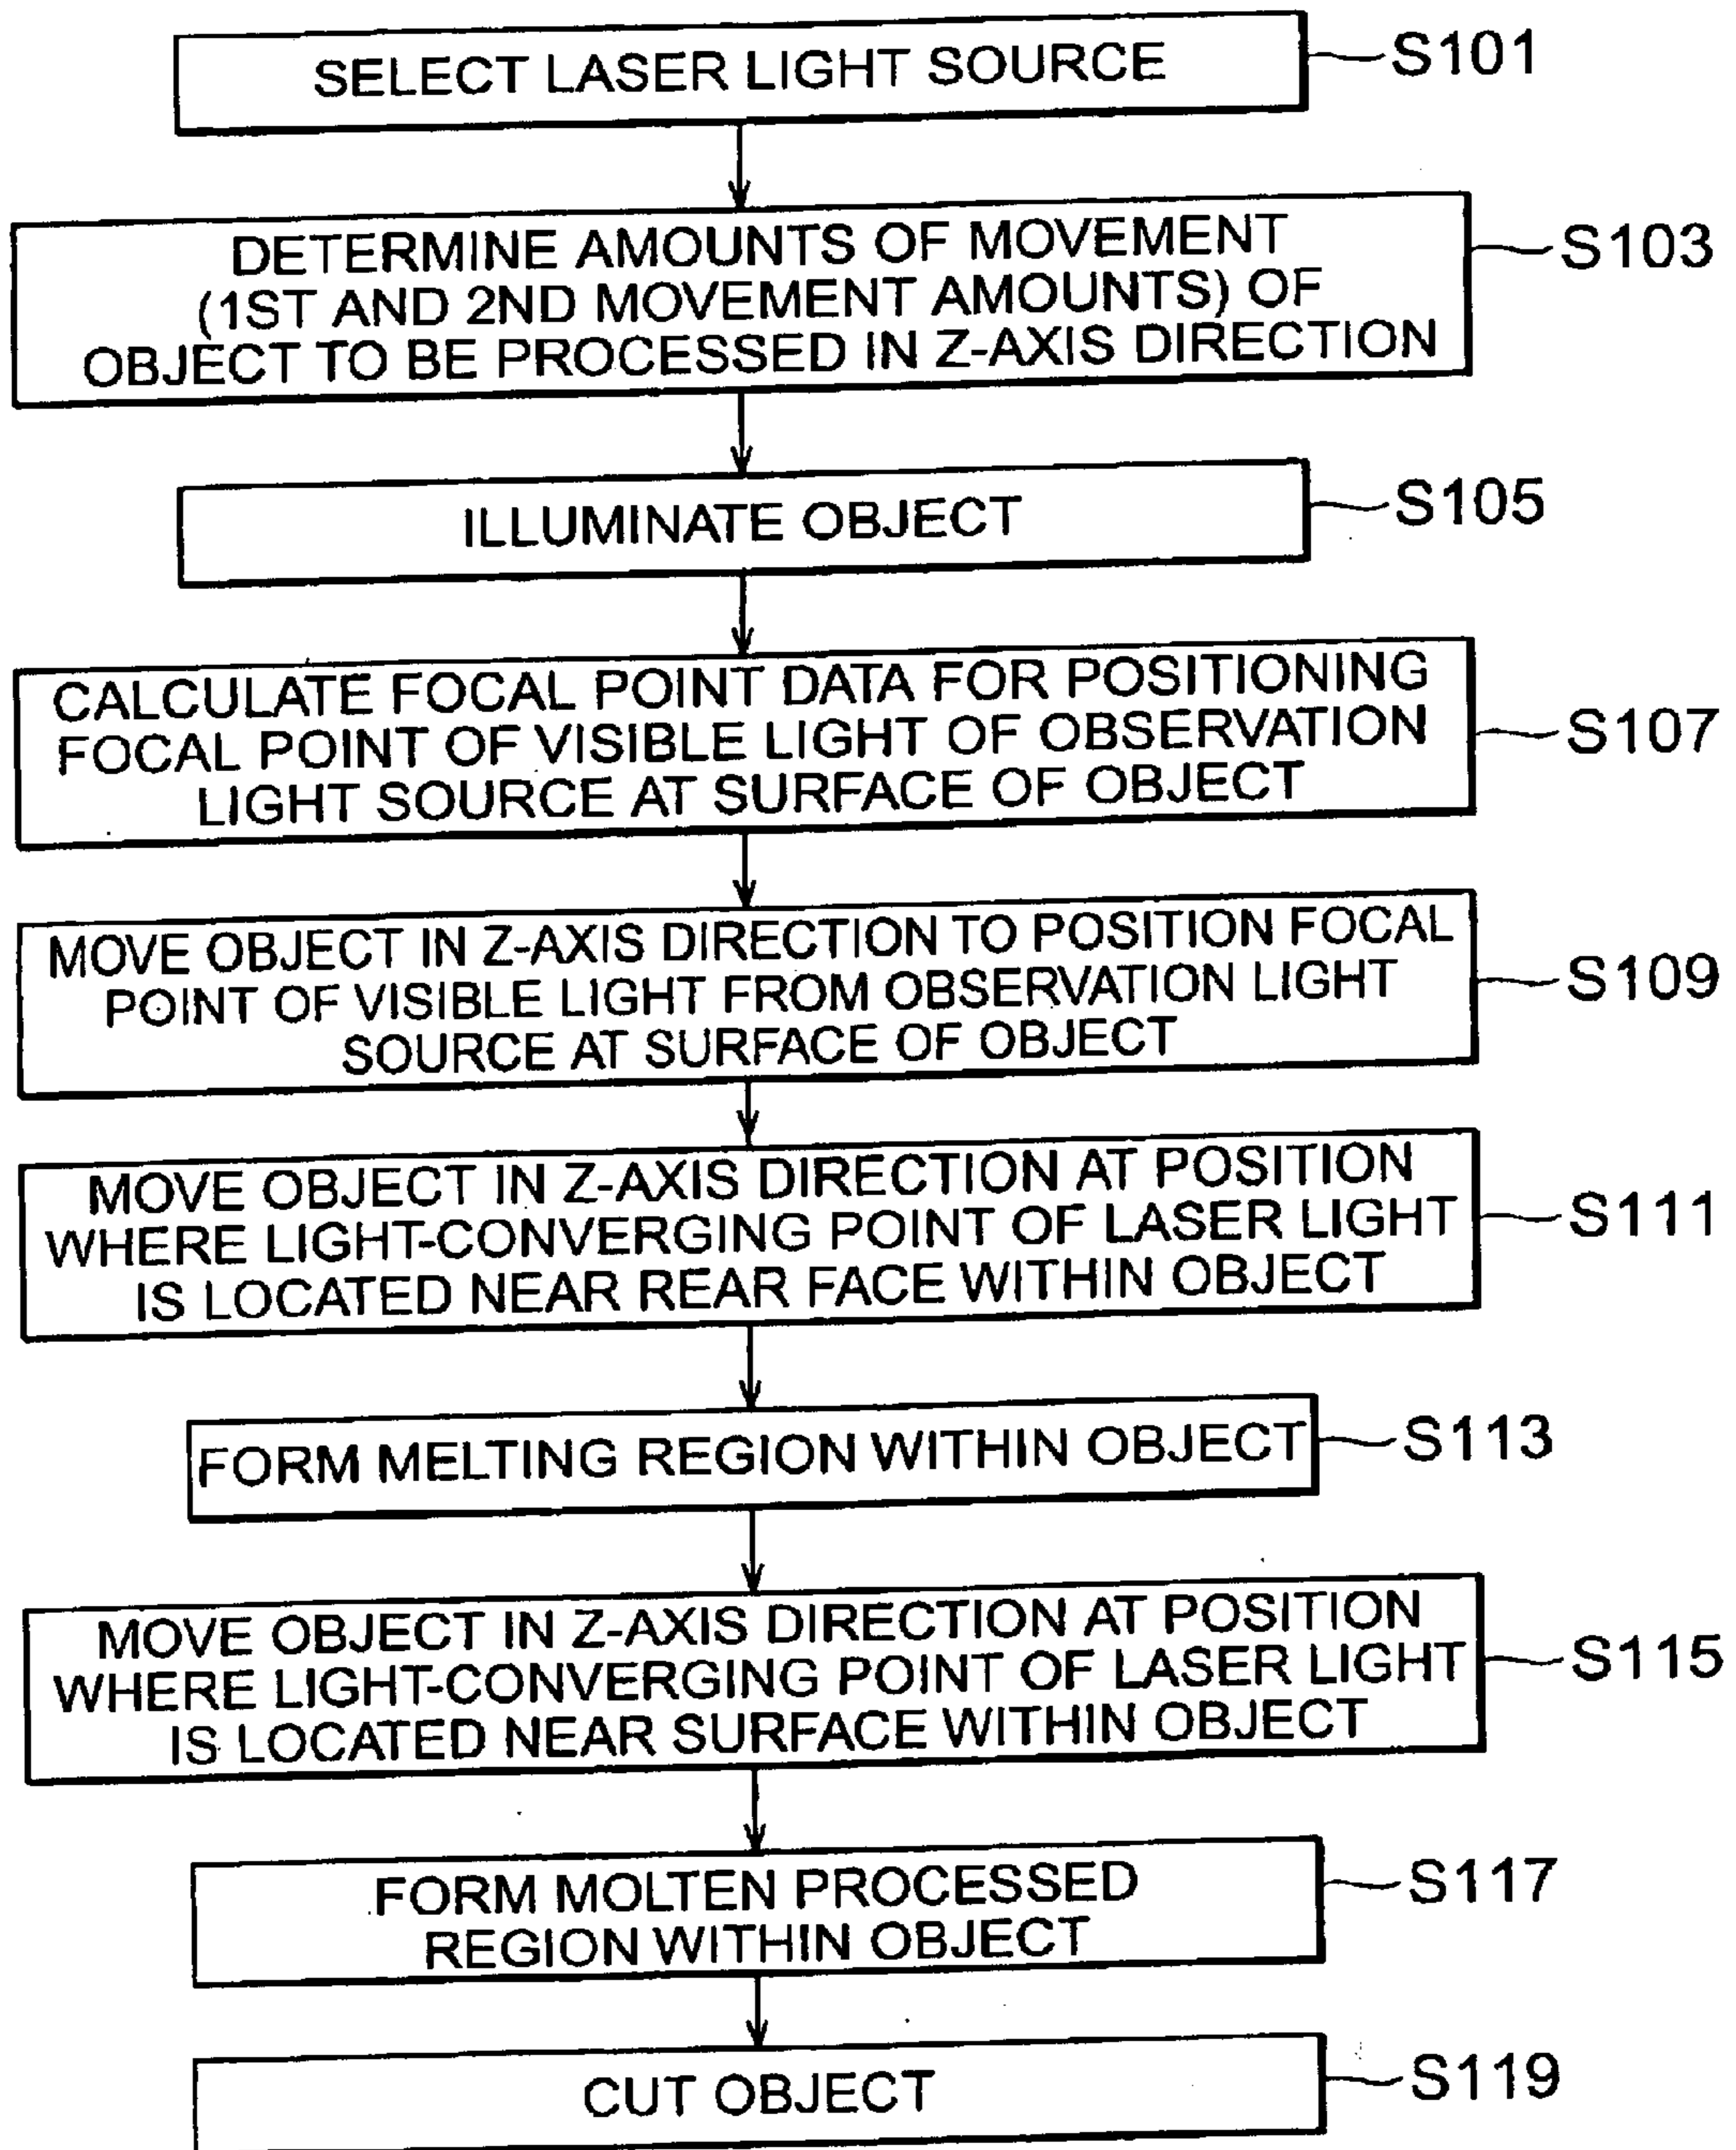 SELECT LASER LIGHT SOURCE
S101
DETERMINE AMOUNTS OF MOVEMENT
(1ST AND 2ND MOVEMENT AMOUNTS) OF
OBJECT TO BE PROCESSED IN Z-AXIS DIRECTION
S103
ILLUMINATE OBJECT
S105
CALCULATE FOCAL POINT DATA FOR POSITIONING
FOCAL POINT OF VISIBLE LIGHT OF OBSERVATION
LIGHT SOURCE AT SURFACE OF OBJECT
S107
MOVE OBJECT IN Z-AXIS DIRECTION TO POSITION FOCAL
POINT OF VISIBLE LIGHT FROM OBSERVATION LIGHT
SOURCE AT SURFACE OF OBJECT
S109
MOVE OBJECT IN Z-AXIS DIRECTION AT POSITION
WHERE LIGHT-CONVERGING POINT OF LASER LIGHT
IS LOCATED NEAR REAR FACE WITHIN OBJECT
S111
FORM MELTING REGION WITHIN OBJECT
S113
MOVE OBJECT IN Z-AXIS DIRECTION AT POSITION
WHERE LIGHT-CONVERGING POINT OF LASER LIGHT
IS LOCATED NEAR SURFACE WITHIN OBJECT
S115
FORM MOLTEN PROCESSED
REGION WITHIN OBJECT
S117
CUT OBJECT
S119